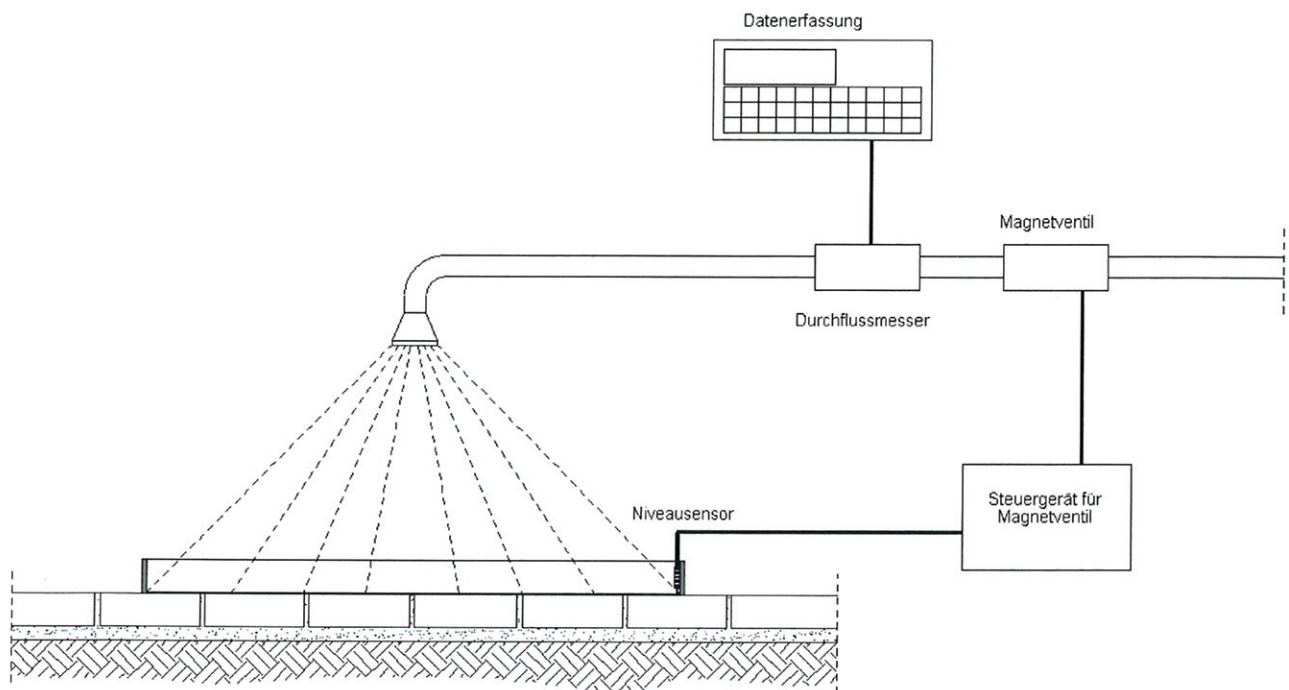 Datenerfassung
Magnetventil
Durchflussmesser
Niveausensor
Steuergerät für
Magnetventil